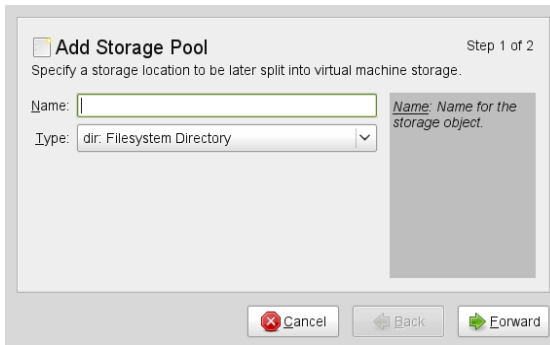 Add Storage Pool
Step 1 of 2
Specify a storage location to be later split into virtual machine storage.
Name:
Name: Name for the
storage object.
Type: dir: Filesystem Directory
Cancel Back Forward